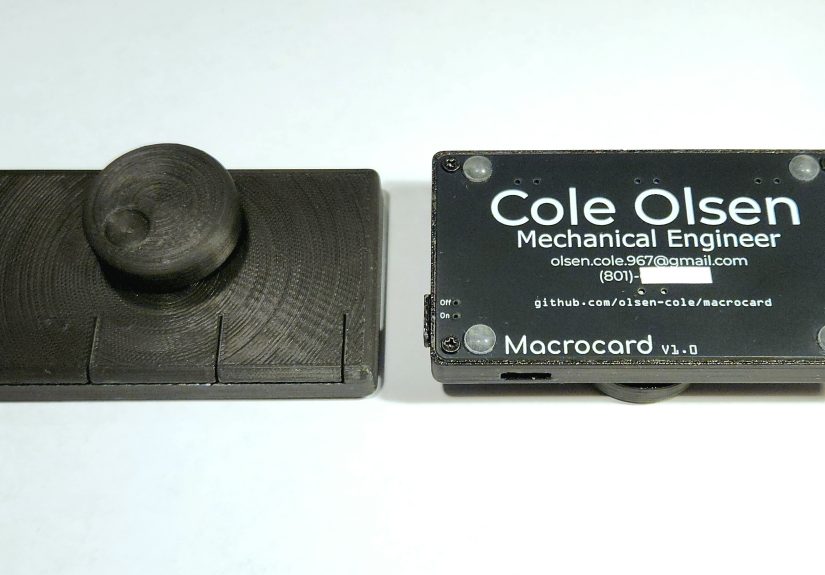 Cole Olsen
Mechanical Engineer
olsen.cole.967@gmail.com
(801)-
github.com/olsen-cole/macrocard
Off
On
Macrocard V1.0